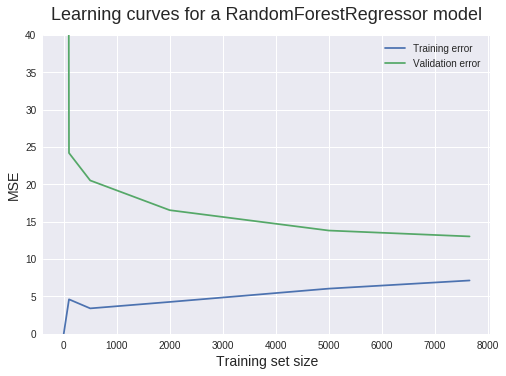 Learning curves for a RandomForestRegressor model
Training error
Validation error
MSE
40
35
30
25
20
15
10
5
0
0 1000 2000 3000 4000 5000 6000 7000 8000
Training set size